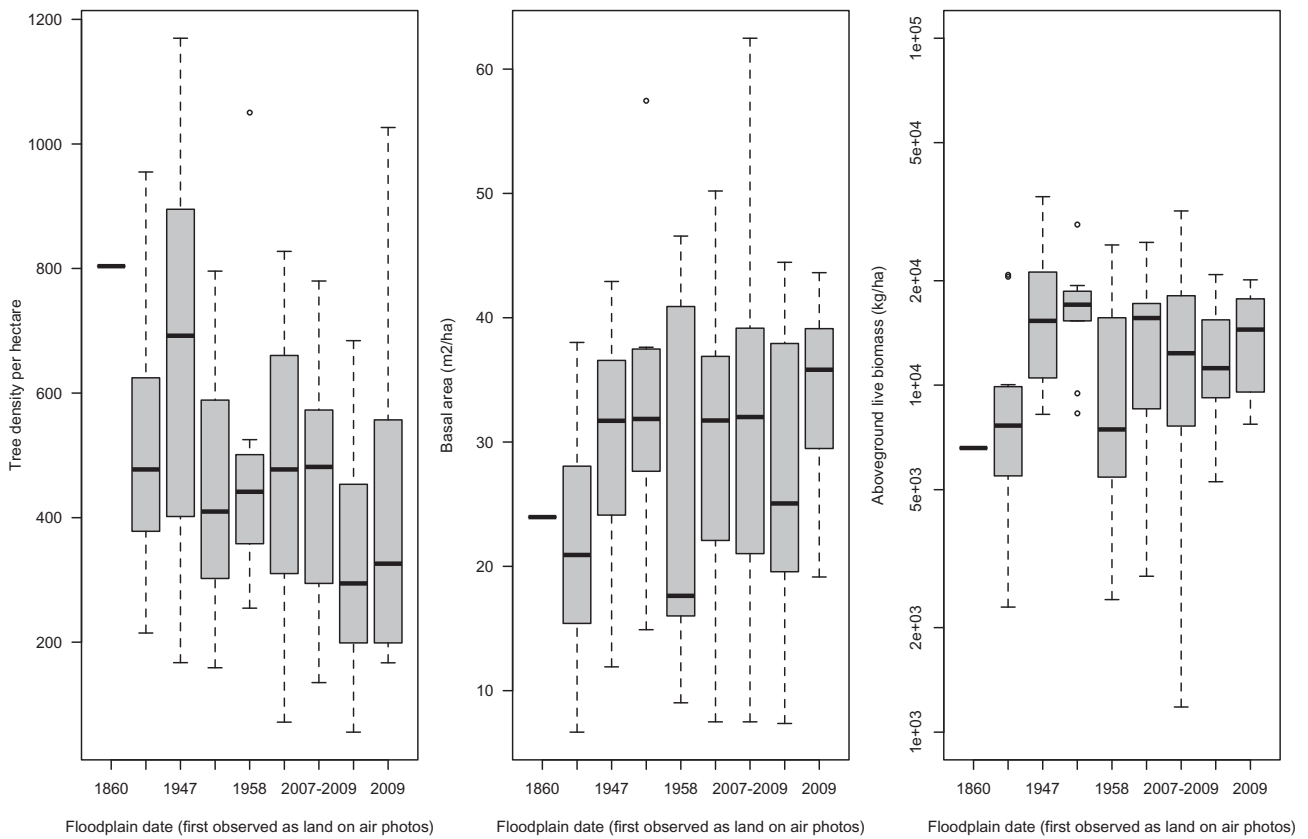 Tree density per hectare
1200
1000
800
600
400
200
1860 1947 1958 2007-2009 2009
Floodplain date (first observed as land on air photos)
Basal area (m2/ha)
60
50
40
30
20
10
1860 1947 1958 2007-2009 2009
Floodplain date (first observed as land on air photos)
Aboveground live biomass (kg/ha)
1e+05
5e+04
2e+04
1e+04
5e+03
2e+03
1e+03
1860 1947 1958 2007-2009 2009
Floodplain date (first observed as land on air photos)